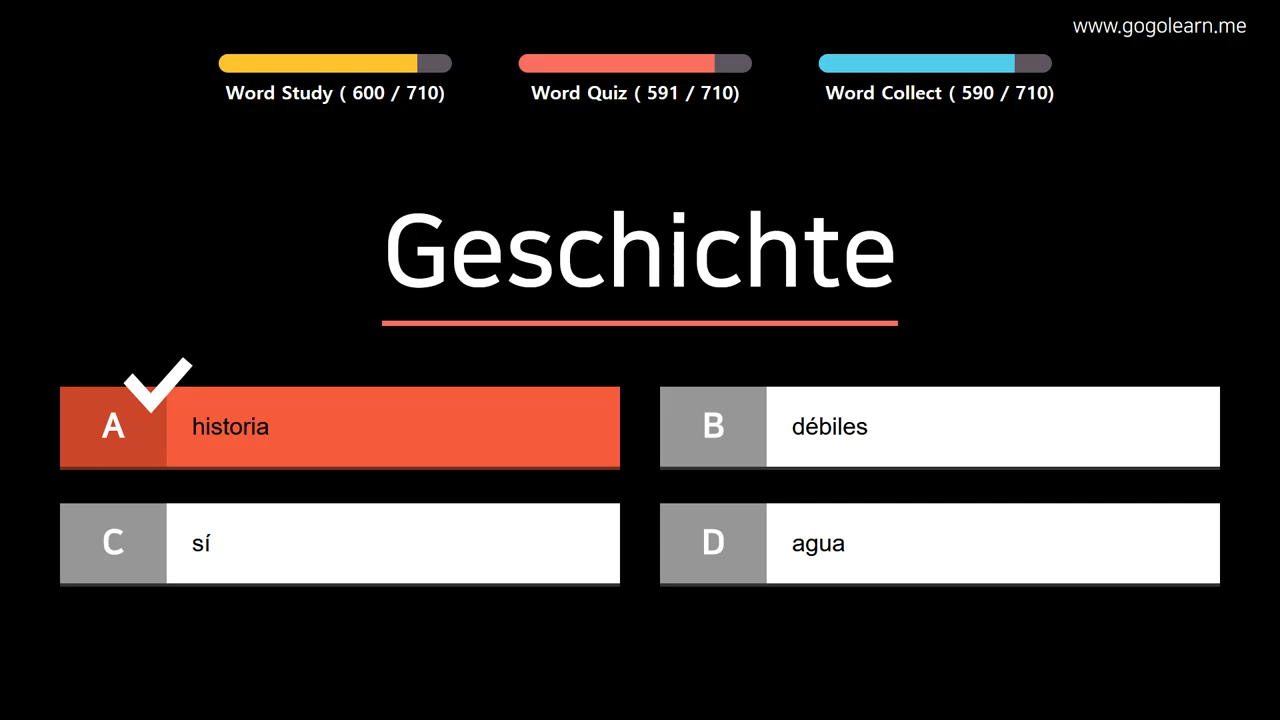 www.gogolearn.me
Word Study ( 600 / 710)
Word Quiz ( 591 / 710)
Word Collect ( 590 / 710)
Geschichte
A historia
B débiles
C sí
D agua